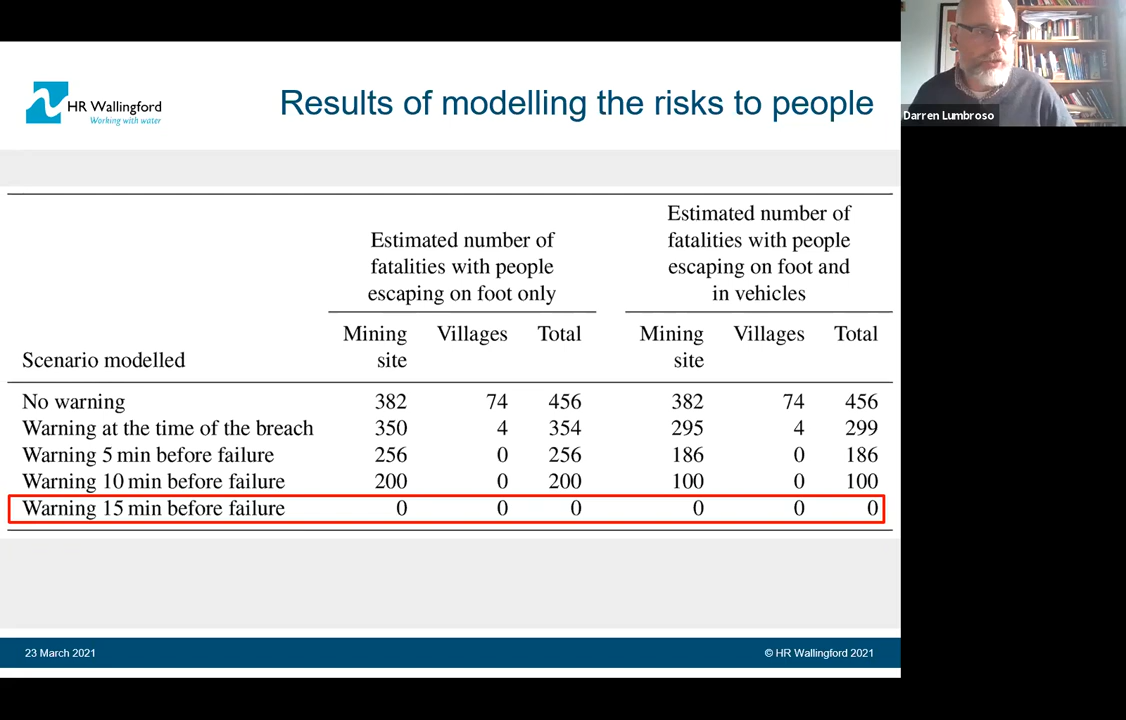 HR Wallingford
Working with water
Results of modelling the risks to people
Darren Lumbroso
Estimated number of fatalities with people escaping on foot only
Estimated number of fatalities with people escaping on foot and in vehicles
Scenario modelled Mining site Villages Total Mining site Villages Total
No warning 382 74 456 382 74 456
Warning at the time of the breach 350 4 354 295 4 299
Warning 5 min before failure 256 0 256 186 0 186
Warning 10 min before failure 200 0 200 100 0 100
Warning 15 min before failure 0 0 0 0 0 0
23 March 2021 © HR Wallingford 2021